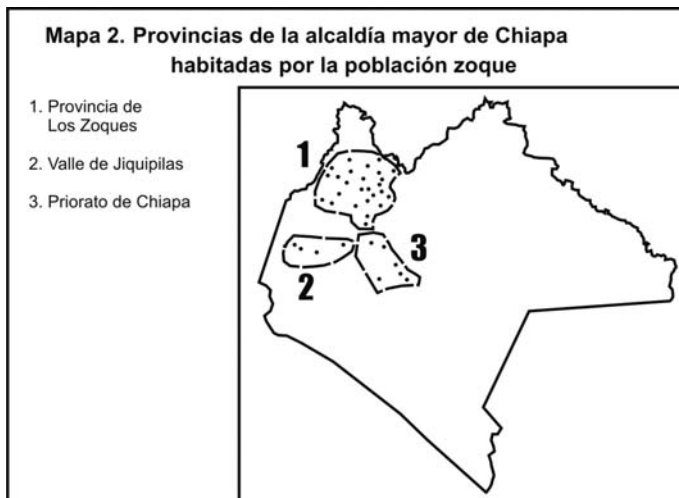 Mapa 2. Provincias de la alcaldía mayor de Chiapa
habitadas por la población zoque
1. Provincia de
Los Zoques
2. Valle de Jiquipilas
3. Priorato de Chiapa
1
2
3